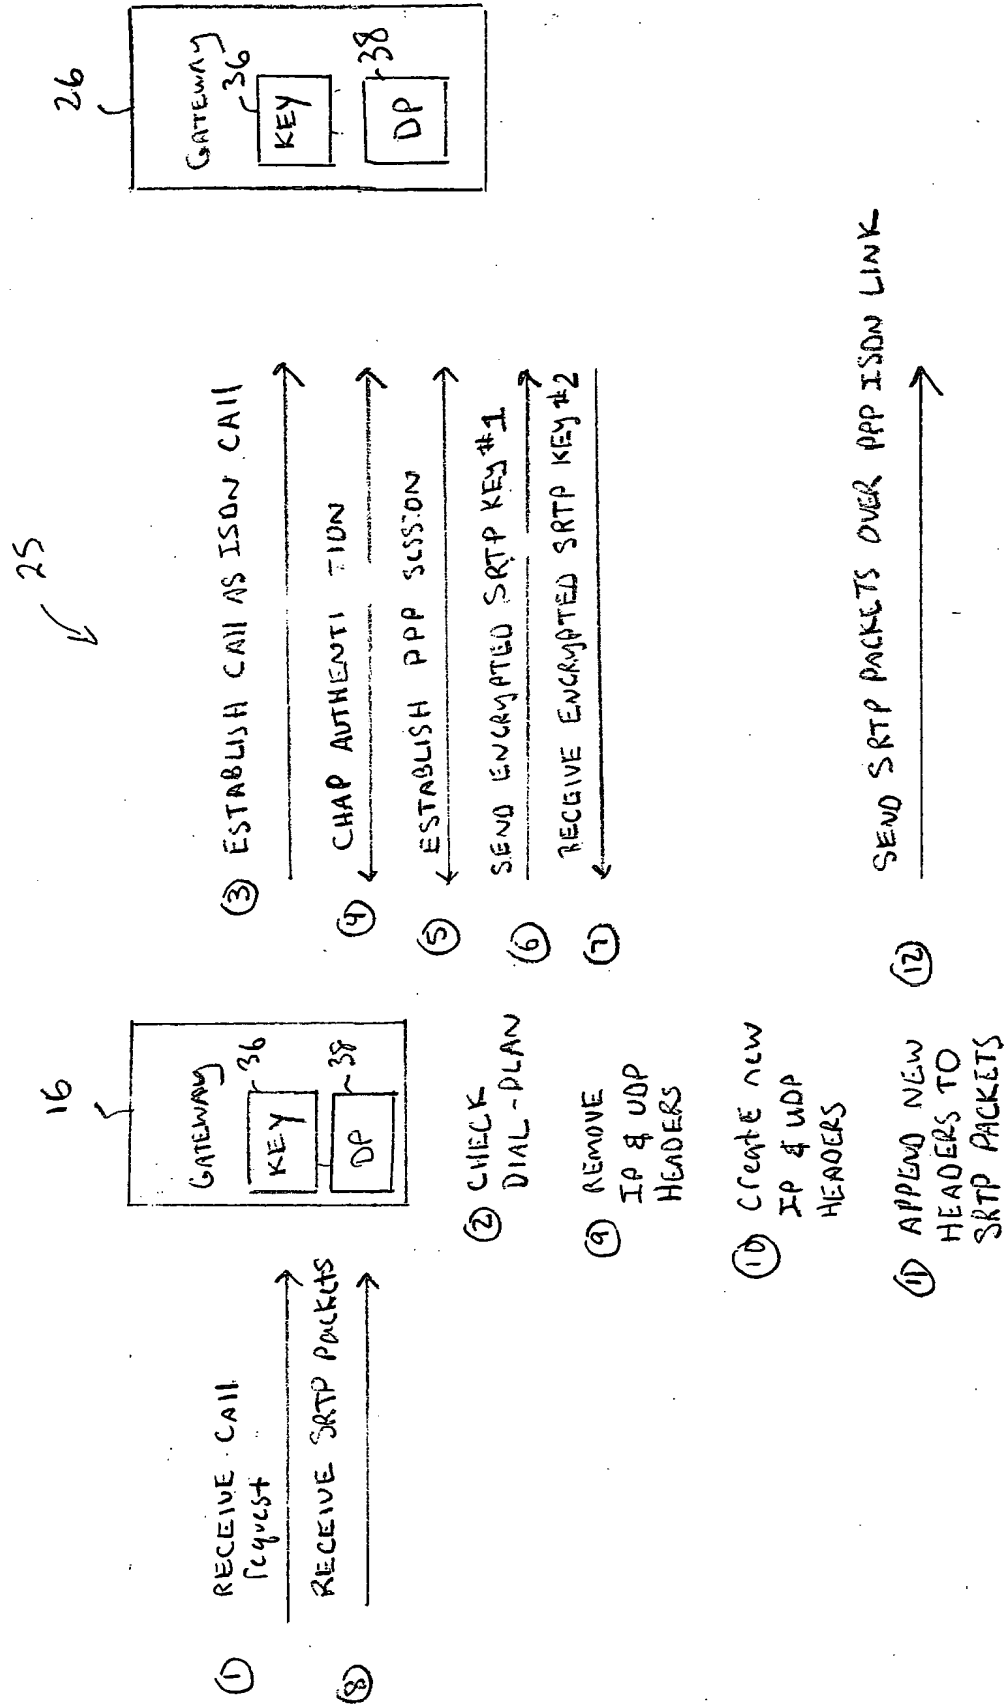 25
16
GATEWAY
KEY
36
DP
38
26
GATEWAY
36
KEY
38
DP
① RECEIVE CALL
request
⑧ RECEIVE SRTP PACKETS
② CHECK
DIAL-PLAN
⑨ REMOVE
IP & UDP
HEADERS
⑩ Create new
IP & UDP
HEADERS
⑪ APPEND NEW
HEADERS TO
SRTP PACKETS
③ ESTABLISH CALL AS ISDN CALL
④ CHAP AUTHENTI TION
⑤ ESTABLISH PPP SESSION
⑥ SEND ENCRYPTED SRTP KEY #1
⑦ RECEIVE ENCRYPTED SRTP KEY #2
⑫ SEND SRTP PACKETS OVER PPP ISDN LINK